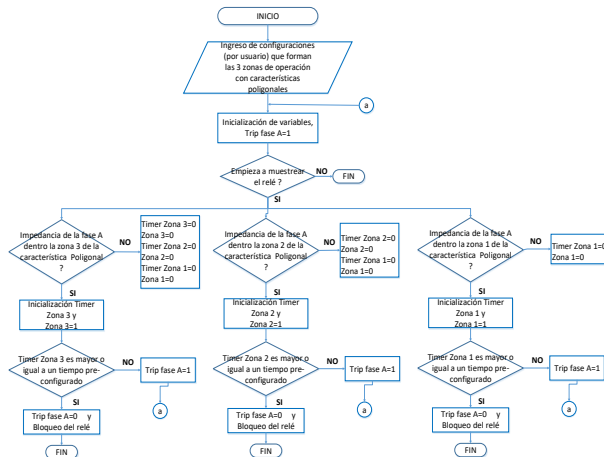 INICIO
Ingreso de configuraciones
(por usuario) que forman
las 3 zonas de operación
con características
poligonales
a
Inicialización de variables,
Trip fase A=1
Empieza a muestrear
el relé ?
NO
FIN
SI
Impedancia de la fase A
dentro la zona 3 de la
característica Poligonal
?
NO
Timer Zona 3=0
Zona 3=0
Timer Zona 2=0
Zona 2=0
Timer Zona 1=0
Zona 1=0
SI
Inicialización Timer
Zona 3 y
Zona 3=1
Timer Zona 3 es mayor o
igual a un tiempo pre-
configurado
NO
Trip fase A=1
a
SI
Trip fase A=0 y
Bloqueo del relé
FIN
Impedancia de la fase A
dentro la zona 2 de la
característica Poligonal
?
NO
Timer Zona 2=0
Zona 2=0
Timer Zona 1=0
Zona 1=0
SI
Inicialización Timer
Zona 2 y
Zona 2=1
Timer Zona 2 es mayor o
igual a un tiempo pre-
configurado
NO
Trip fase A=1
a
SI
Trip fase A=0 y
Bloqueo del relé
FIN
Impedancia de la fase A
dentro la zona 1 de la
característica Poligonal
?
NO
Timer Zona 1=0
Zona 1=0
SI
Inicialización Timer
Zona 1 y
Zona 1=1
Timer Zona 1 es mayor o
igual a un tiempo pre-
configurado
NO
Trip fase A=1
a
SI
Trip fase A=0 y
Bloqueo del relé
FIN